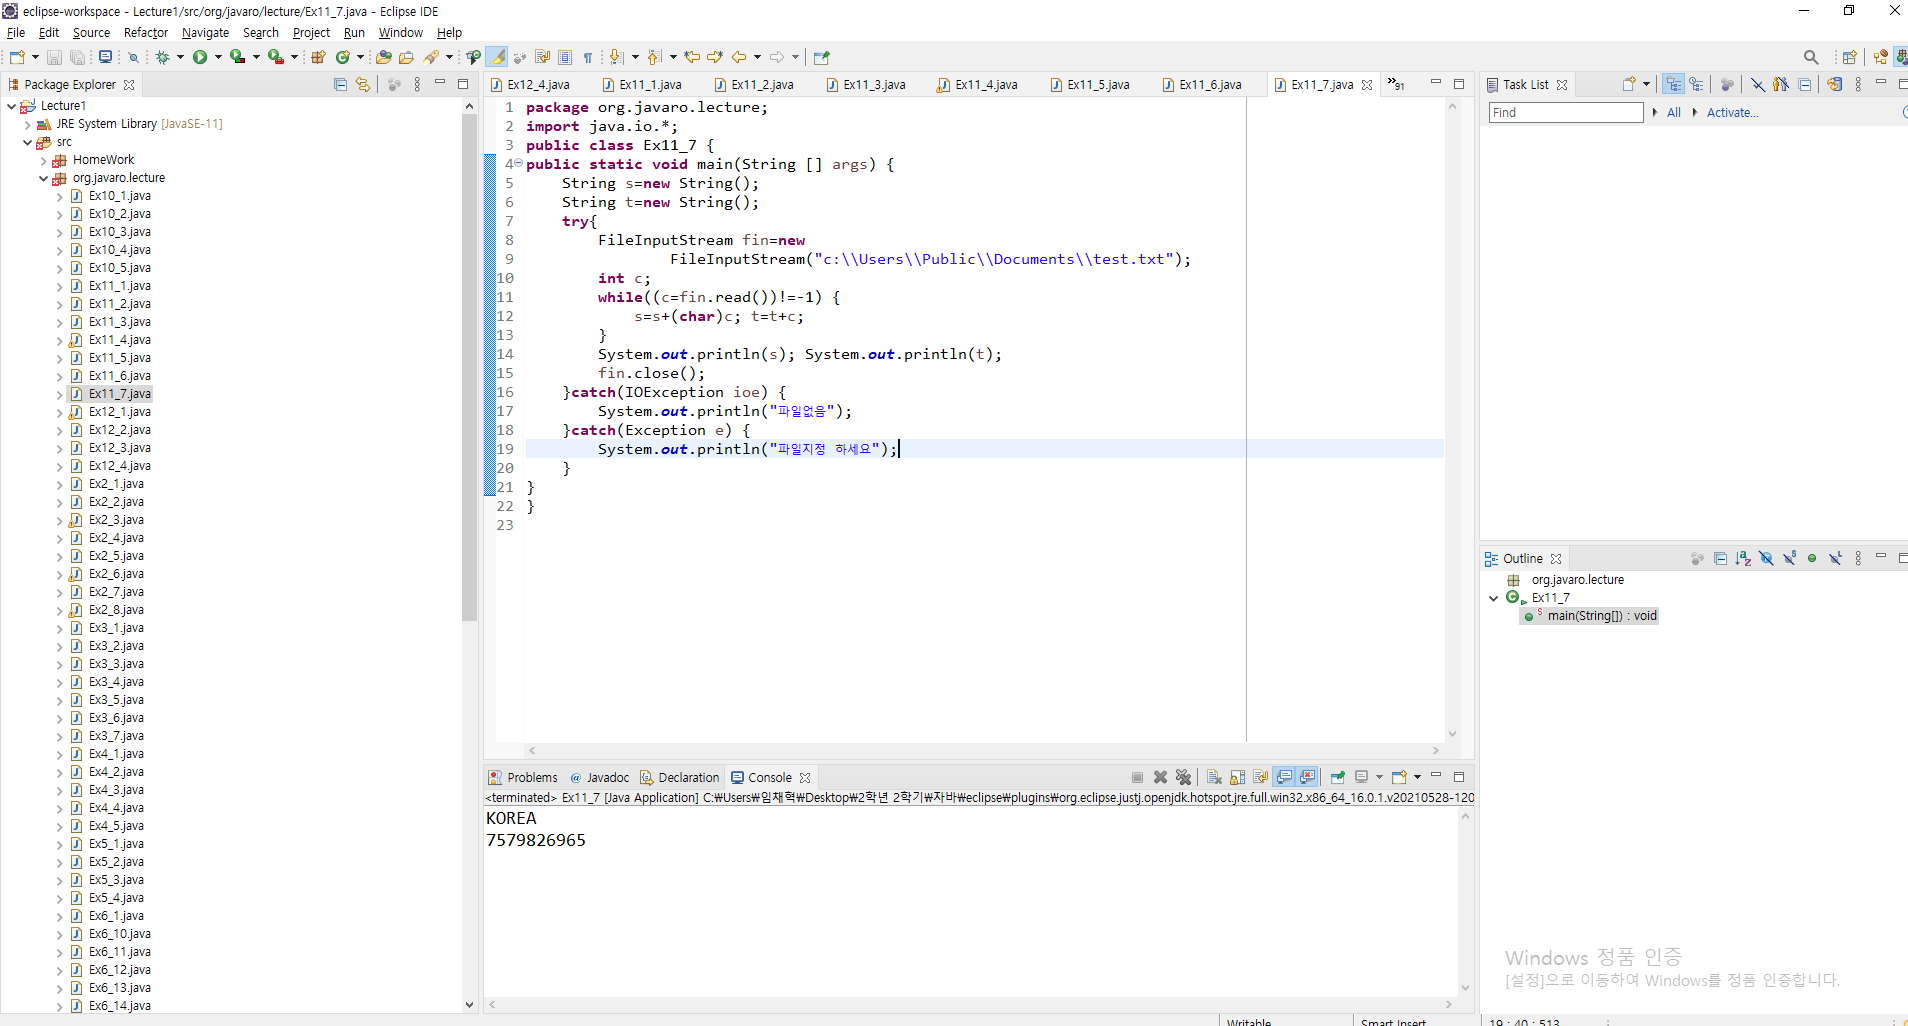 eclipse-workspace - Lecture1/src/org/javaro/lecture/Ex11_7.java - Eclipse IDE
File Edit Source Refactor Navigate Search Project Run Window Help
Package Explorer
Lecture1
JRE System Library [JavaSE-11]
src
HomeWork
org.javaro.lecture
Ex10_1.java
Ex10_2.java
Ex10_3.java
Ex10_4.java
Ex10_5.java
Ex11_1.java
Ex11_2.java
Ex11_3.java
Ex11_4.java
Ex11_5.java
Ex11_6.java
Ex11_7.java
Ex12_1.java
Ex12_2.java
Ex12_3.java
Ex12_4.java
Ex2_1.java
Ex2_2.java
Ex2_3.java
Ex2_4.java
Ex2_5.java
Ex2_6.java
Ex2_7.java
Ex2_8.java
Ex3_1.java
Ex3_2.java
Ex3_3.java
Ex3_4.java
Ex3_5.java
Ex3_6.java
Ex3_7.java
Ex4_1.java
Ex4_2.java
Ex4_3.java
Ex4_4.java
Ex4_5.java
Ex5_1.java
Ex5_2.java
Ex5_3.java
Ex5_4.java
Ex6_1.java
Ex6_10.java
Ex6_11.java
Ex6_12.java
Ex6_13.java
Ex6_14.java
Ex12_4.java Ex11_1.java Ex11_2.java Ex11_3.java Ex11_4.java Ex11_5.java Ex11_6.java Ex11_7.java »91
1 package org.javaro.lecture;
2 import java.io.*;
3 public class Ex11_7 {
4 public static void main(String [] args) {
5 String s=new String();
6 String t=new String();
7 try{
8 FileInputStream fin=new
9 FileInputStream("c:\\Users\\Public\\Documents\\test.txt");
10 int c;
11 while((c=fin.read())!=-1) {
12 s=s+(char)c; t=t+c;
13 }
14 System.out.println(s); System.out.println(t);
15 fin.close();
16 }catch(IOException ioe) {
17 System.out.println("파일없음");
18 }catch(Exception e) {
19 System.out.println("파일지정 하세요");
20 }
21 }
22 }
23
Problems @ Javadoc Declaration Console
<terminated> Ex11_7 [Java Application] C:₩Users₩임채혁₩Desktop₩2학년 2학기₩자바₩eclipse₩plugins₩org.eclipse.justj.openjdk.hotspot.jre.full.win32.x86_64_16.0.1.v20210528-120
KOREA
7579826965
Task List
Find All Activate...
Outline
org.javaro.lecture
Ex11_7
main(String[]) : void
Windows 정품 인증
[설정]으로 이동하여 Windows를 정품 인증합니다.
Writable Smart Insert 19 : 40 : 513